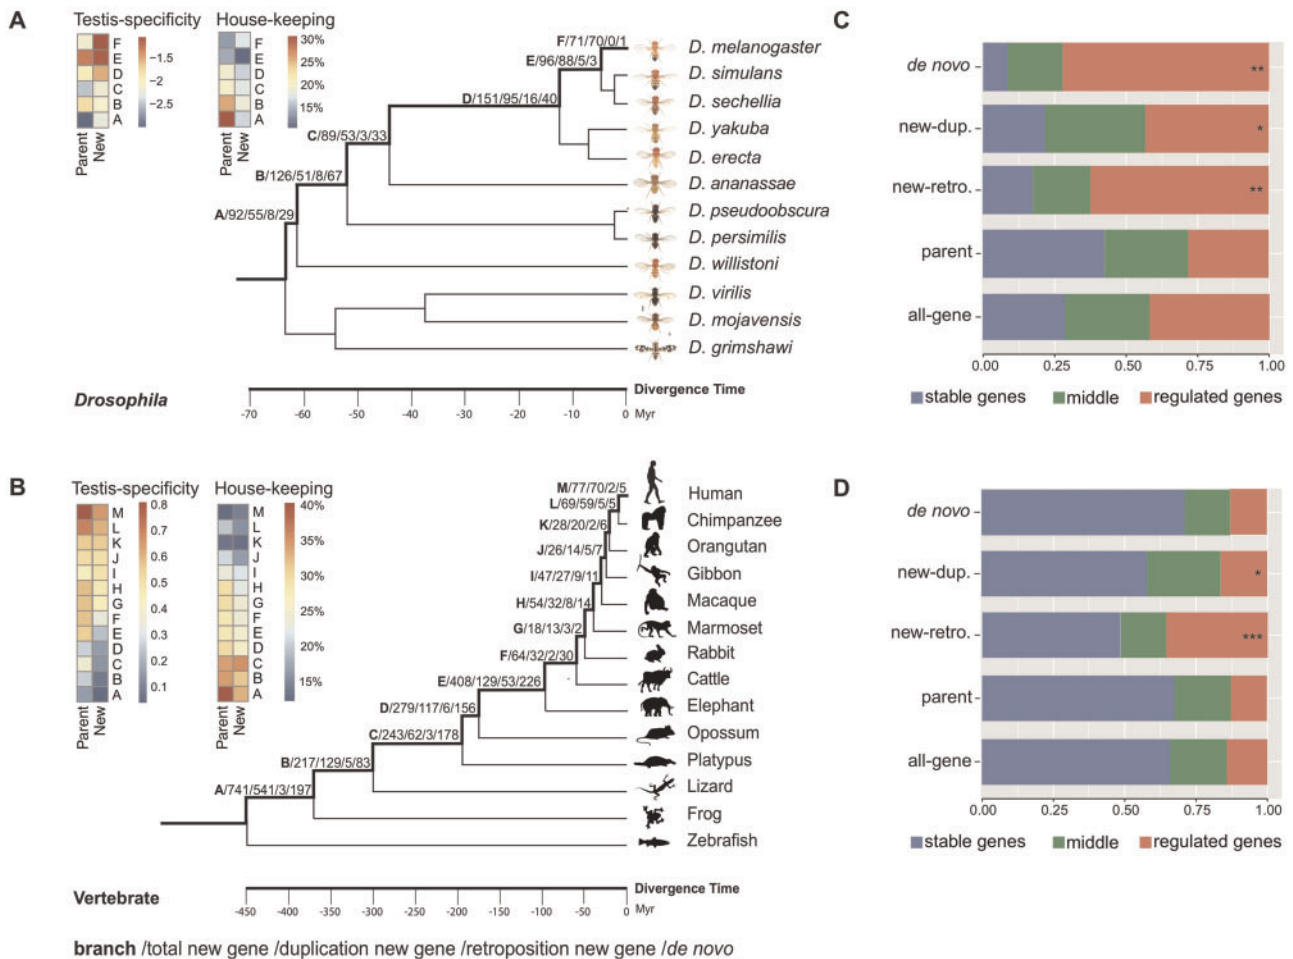 A
Testis-specificity
House-keeping
F
E
D
C
B
A
−1.5
−2
−2.5
Parent
New
F
E
D
C
B
A
30%
25%
20%
15%
Parent
New
F/71/70/0/1
E/96/88/5/3
D/151/95/16/40
C/89/53/3/33
B/126/51/8/67
A/92/55/8/29
D. melanogaster
D. simulans
D. sechellia
D. yakuba
D. erecta
D. ananassae
D. pseudoobscura
D. persimilis
D. willistoni
D. virilis
D. mojavensis
D. grimshawi
Drosophila
Divergence Time
-70 -60 -50 -40 -30 -20 -10 0 Myr
C
de novo
new-dup.
new-retro.
parent
all-gene
**
*
**
0.00 0.25 0.50 0.75 1.00
stable genes middle regulated genes
B
Testis-specificity
House-keeping
M
L
K
J
I
H
G
F
E
D
C
B
A
0.8
0.7
0.6
0.5
0.4
0.3
0.2
0.1
Parent
New
M
L
K
J
I
H
G
F
E
D
C
B
A
40%
35%
30%
25%
20%
15%
Parent
New
M/77/70/2/5
L/69/59/5/5
K/28/20/2/6
J/26/14/5/7
I/47/27/9/11
H/54/32/8/14
G/18/13/3/2
F/64/32/2/30
E/408/129/53/226
D/279/117/6/156
C/243/62/3/178
B/217/129/5/83
A/741/541/3/197
Human
Chimpanzee
Orangutan
Gibbon
Macaque
Marmoset
Rabbit
Cattle
Elephant
Opossum
Platypus
Lizard
Frog
Zebrafish
Vertebrate
Divergence Time
-450 -400 -350 -300 -250 -200 -150 -100 -50 0 Myr
D
de novo
new-dup.
new-retro.
parent
all-gene
*
***
0.00 0.25 0.50 0.75 1.00
stable genes middle regulated genes
branch /total new gene /duplication new gene /retroposition new gene /de novo